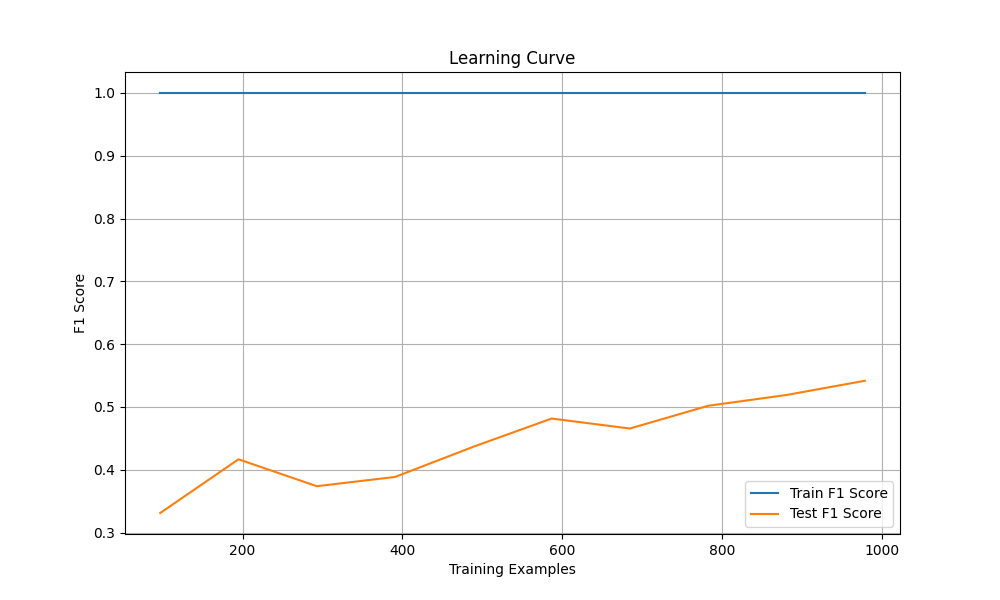 Learning Curve
1.0
0.9
0.8
0.7
0.6
0.5
0.4
0.3
F1 Score
Train F1 Score
Test F1 Score
200
400
600
800
1000
Training Examples